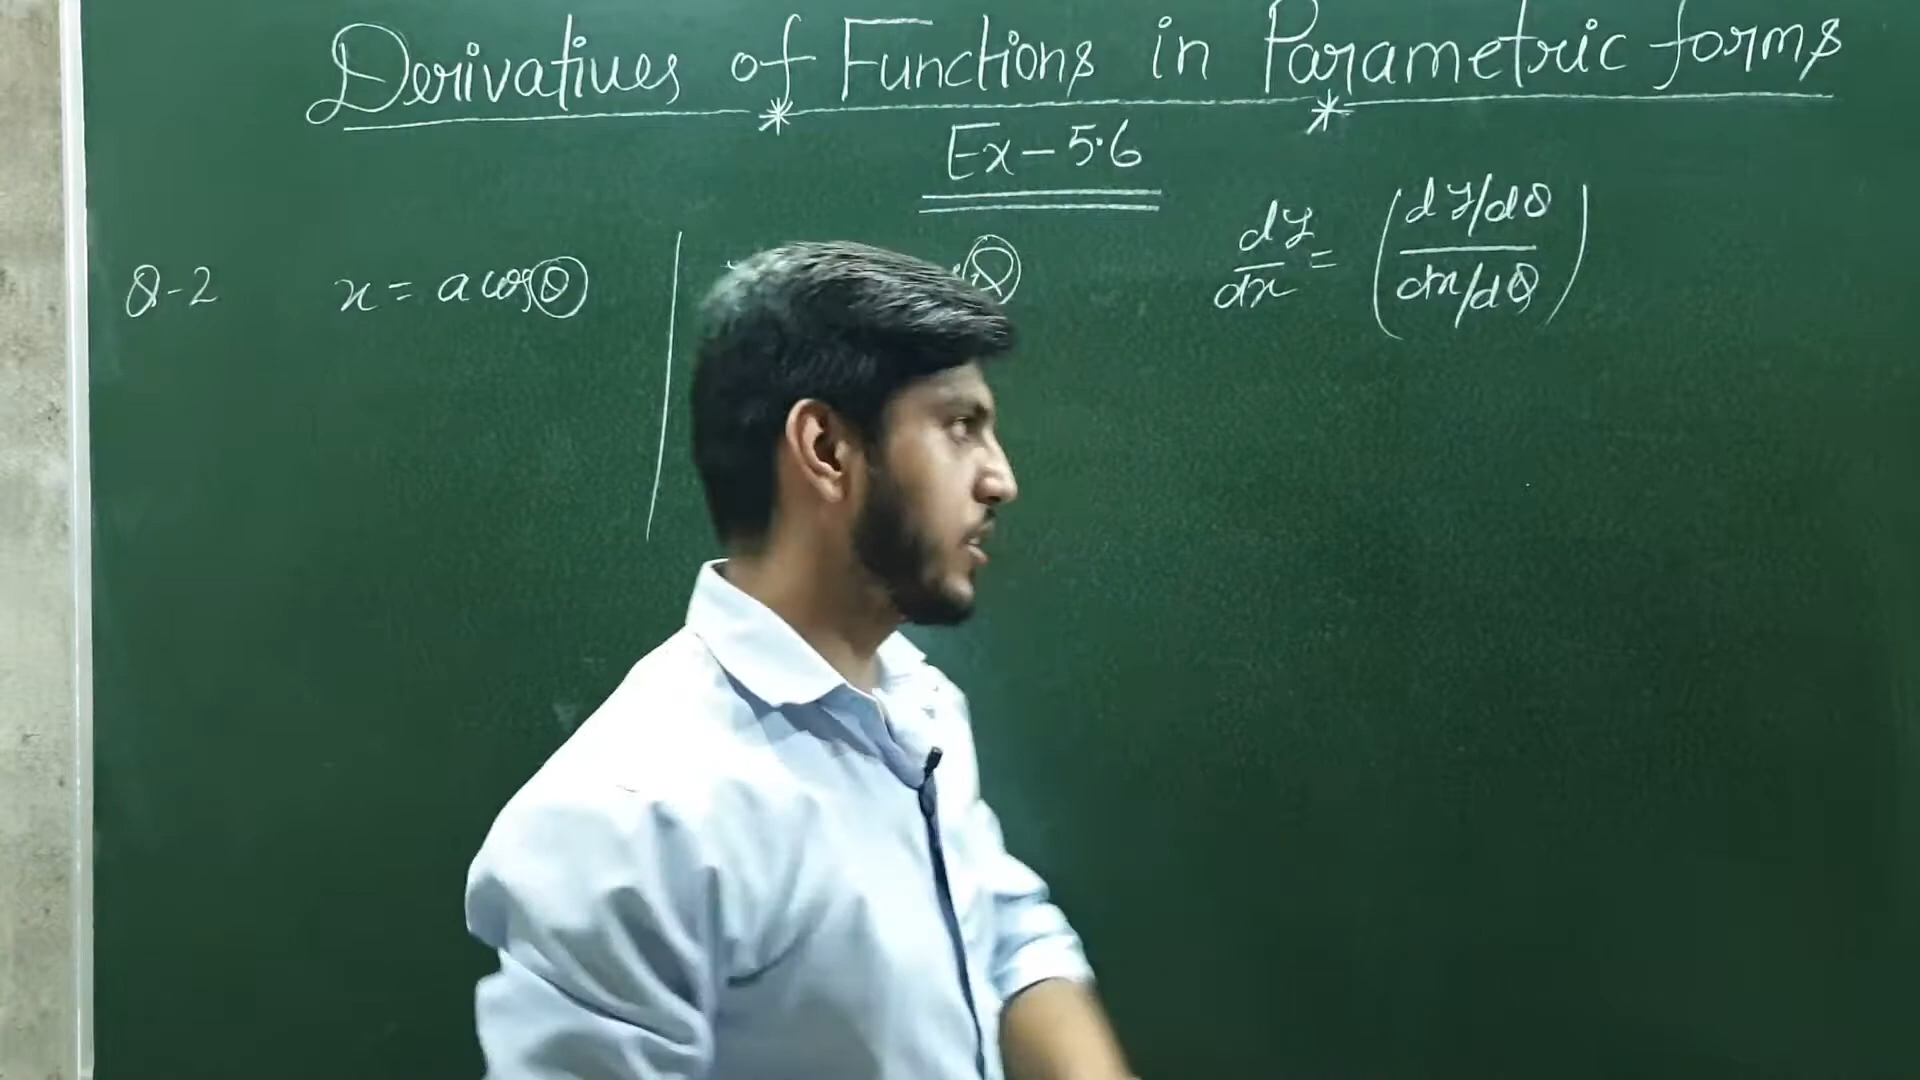 Derivatives of Functions in Parametric forms
Ex - 5.6
Q-2 x = a cos θ
dy/dx = ( dy/dθ / dx/dθ )